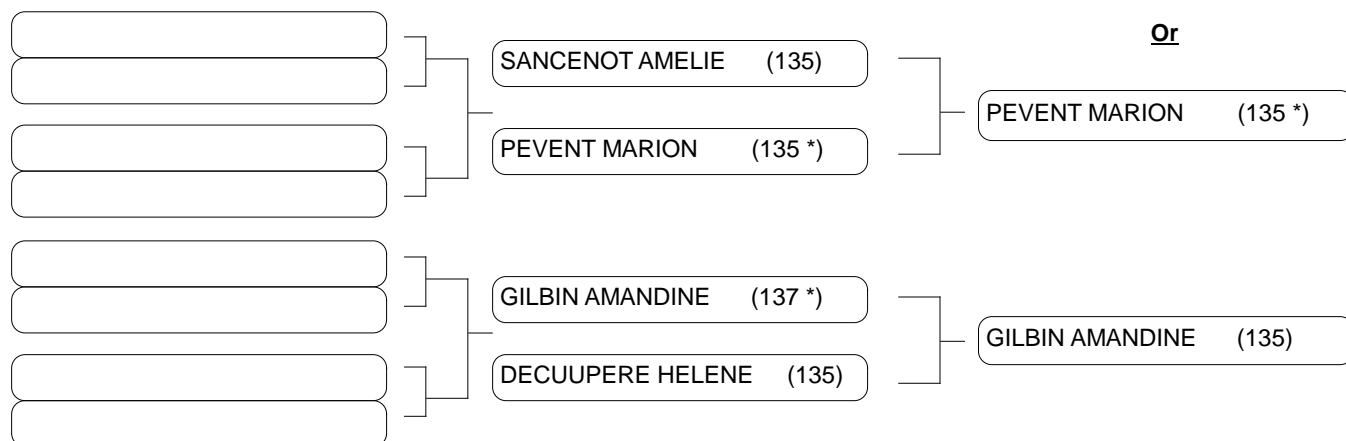 Or
SANCENOT AMELIE (135)
PEVENT MARION (135 *)
PEVENT MARION (135 *)
GILBIN AMANDINE (137 *)
DECUUPERE HELENE (135)
GILBIN AMANDINE (135)